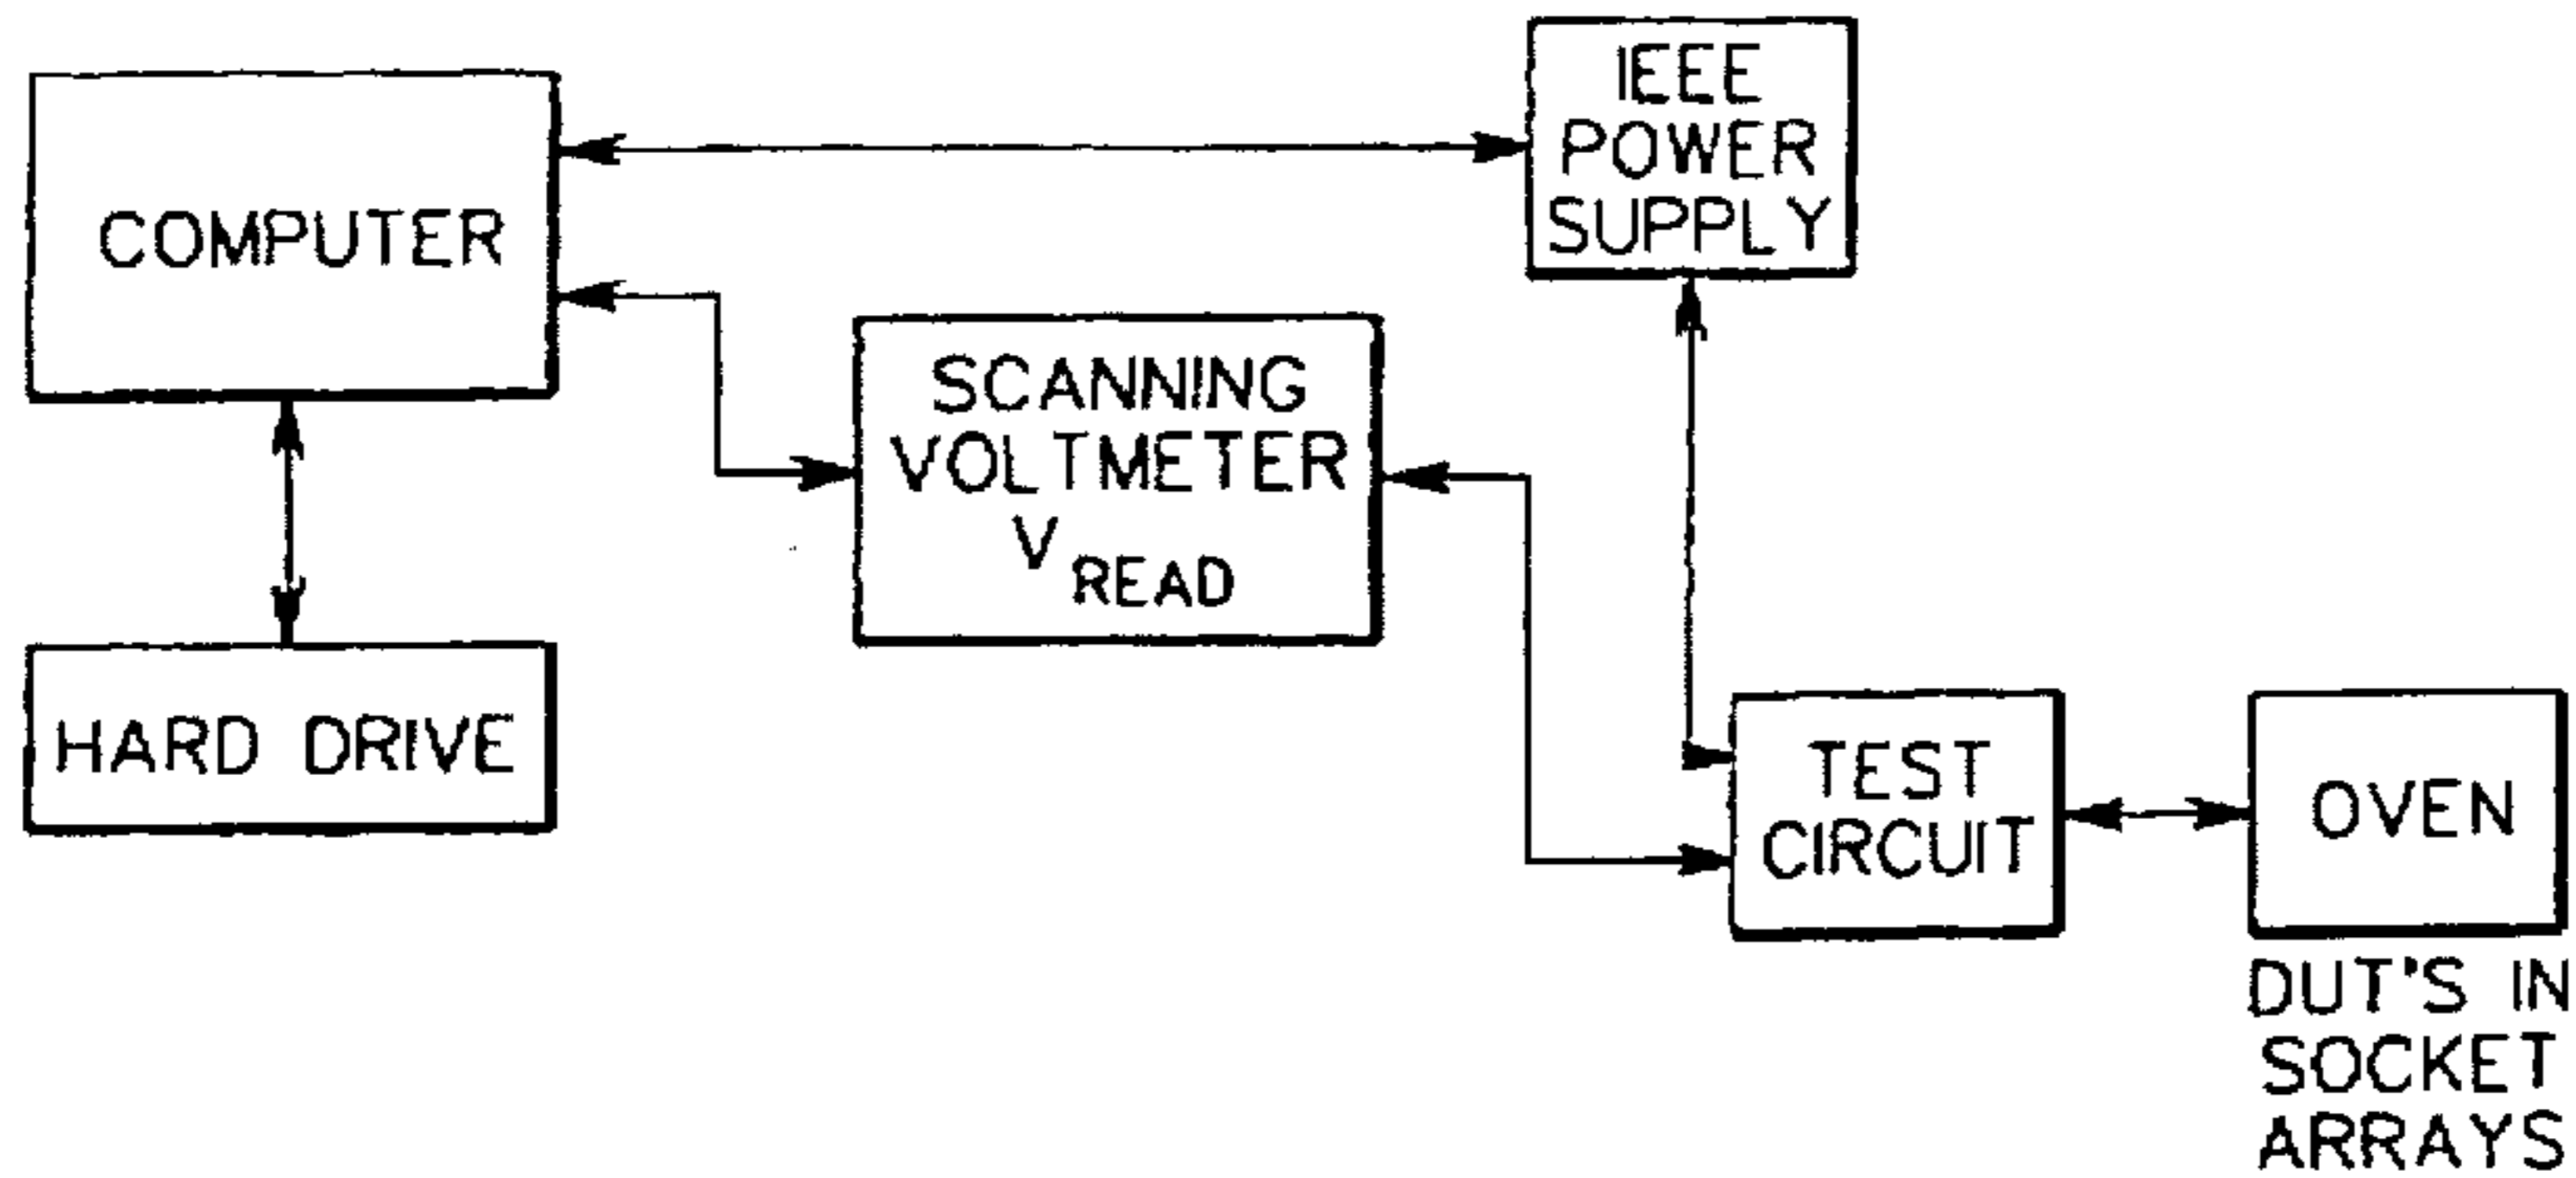 IEEE
POWER
SUPPLY
COMPUTER
SCANNING
VOLTMETER
V READ
HARD DRIVE
TEST
CIRCUIT
OVEN
DUT'S IN
SOCKET
ARRAYS